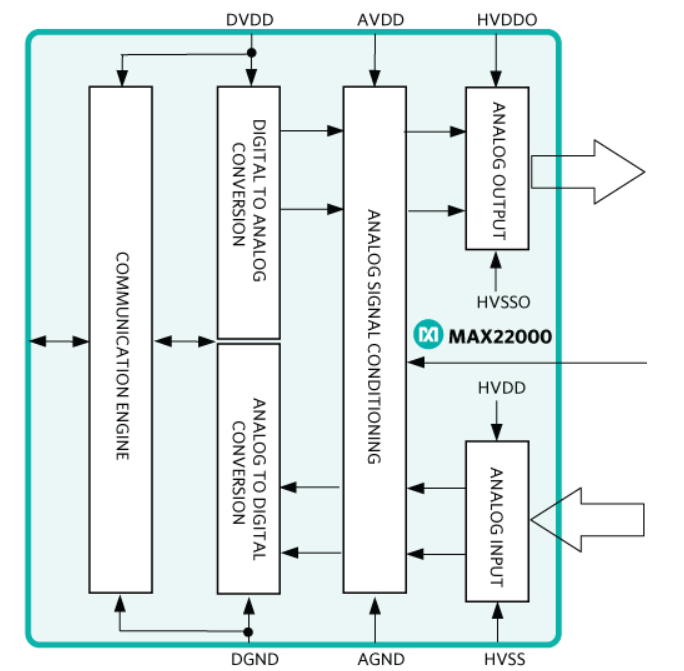 DVDD
AVDD
HVDDO
DIGITAL TO ANALOG
CONVERSION
ANALOG OUTPUT
COMMUNICATION ENGINE
ANALOG SIGNAL CONDITIONING
HVSSO
MAX22000
HVDD
ANALOG TO DIGITAL
CONVERSION
ANALOG INPUT
DGND
AGND
HVSS